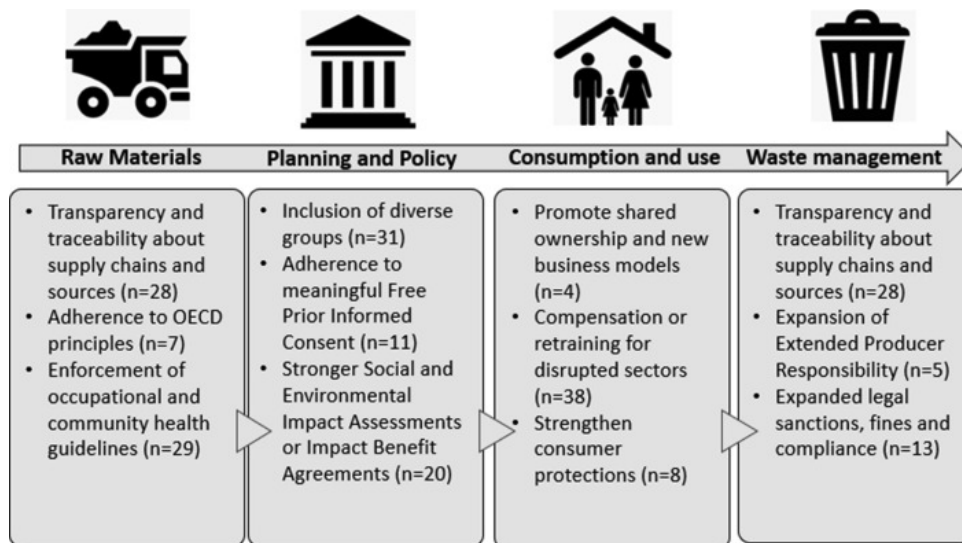 Raw Materials
Planning and Policy
Consumption and use
Waste management
• Transparency and
traceability about
supply chains and
sources (n=28)
• Adherence to OECD
principles (n=7)
• Enforcement of
occupational and
community health
guidelines (n=29)
• Inclusion of diverse
groups (n=31)
• Adherence to
meaningful Free
Prior Informed
Consent (n=11)
• Stronger Social and
Environmental
Impact Assessments
or Impact Benefit
Agreements (n=20)
• Promote shared
ownership and new
business models
(n=4)
• Compensation or
retraining for
disrupted sectors
(n=38)
• Strengthen
consumer
protections (n=8)
• Transparency and
traceability about
supply chains and
sources (n=28)
• Expansion of
Extended Producer
Responsibility (n=5)
• Expanded legal
sanctions, fines and
compliance (n=13)